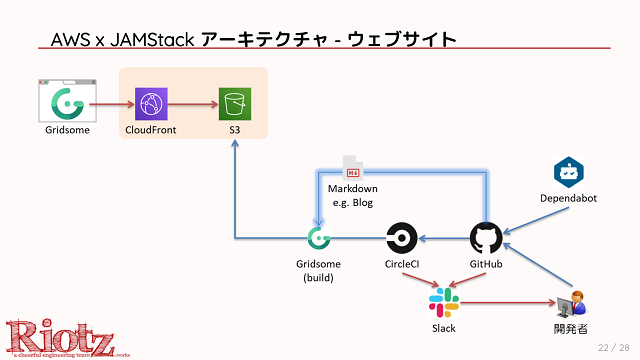 AWS x JAMStack アーキテクチャ - ウェブサイト
Gridsome
CloudFront
S3
Markdown
e.g. Blog
Dependabot
Gridsome
(build)
CircleCI
GitHub
Slack
開発者
Riotz
a cheerful engineering team
.works
22 / 28